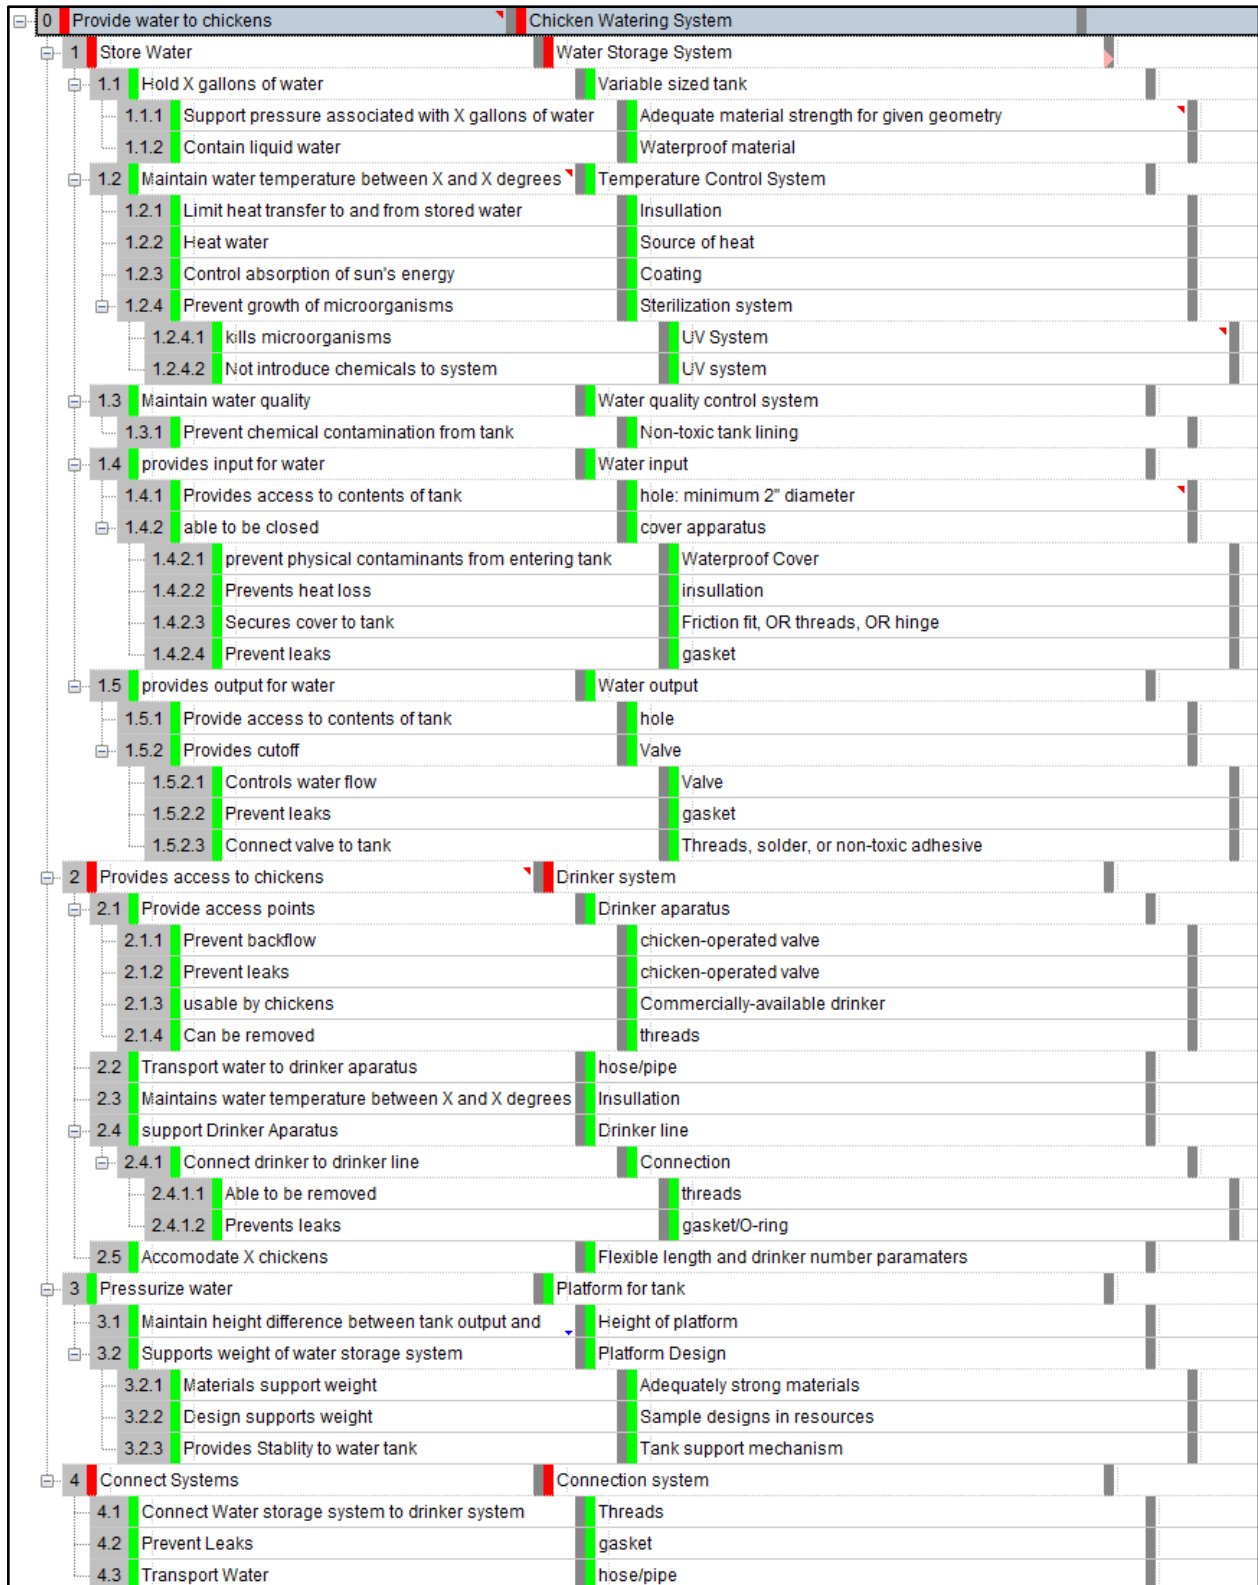 0 Provide water to chickens Chicken Watering System
1 Store Water Water Storage System
1.1 Hold X gallons of water Variable sized tank
1.1.1 Support pressure associated with X gallons of water Adequate material strength for given geometry
1.1.2 Contain liquid water Waterproof material
1.2 Maintain water temperature between X and X degrees Temperature Control System
1.2.1 Limit heat transfer to and from stored water Insullation
1.2.2 Heat water Source of heat
1.2.3 Control absorption of sun's energy Coating
1.2.4 Prevent growth of microorganisms Sterilization system
1.2.4.1 kills microorganisms UV System
1.2.4.2 Not introduce chemicals to system UV system
1.3 Maintain water quality Water quality control system
1.3.1 Prevent chemical contamination from tank Non-toxic tank lining
1.4 provides input for water Water input
1.4.1 Provides access to contents of tank hole: minimum 2" diameter
1.4.2 able to be closed cover apparatus
1.4.2.1 prevent physical contaminants from entering tank Waterproof Cover
1.4.2.2 Prevents heat loss insullation
1.4.2.3 Secures cover to tank Friction fit, OR threads, OR hinge
1.4.2.4 Prevent leaks gasket
1.5 provides output for water Water output
1.5.1 Provide access to contents of tank hole
1.5.2 Provides cutoff Valve
1.5.2.1 Controls water flow Valve
1.5.2.2 Prevent leaks gasket
1.5.2.3 Connect valve to tank Threads, solder, or non-toxic adhesive
2 Provides access to chickens Drinker system
2.1 Provide access points Drinker aparatus
2.1.1 Prevent backflow chicken-operated valve
2.1.2 Prevent leaks chicken-operated valve
2.1.3 usable by chickens Commercially-available drinker
2.1.4 Can be removed threads
2.2 Transport water to drinker aparatus hose/pipe
2.3 Maintains water temperature between X and X degrees Insullation
2.4 support Drinker Aparatus Drinker line
2.4.1 Connect drinker to drinker line Connection
2.4.1.1 Able to be removed threads
2.4.1.2 Prevents leaks gasket/O-ring
2.5 Accomodate X chickens Flexible length and drinker number paramaters
3 Pressurize water Platform for tank
3.1 Maintain height difference between tank output and Height of platform
3.2 Supports weight of water storage system Platform Design
3.2.1 Materials support weight Adequately strong materials
3.2.2 Design supports weight Sample designs in resources
3.2.3 Provides Stablity to water tank Tank support mechanism
4 Connect Systems Connection system
4.1 Connect Water storage system to drinker system Threads
4.2 Prevent Leaks gasket
4.3 Transport Water hose/pipe